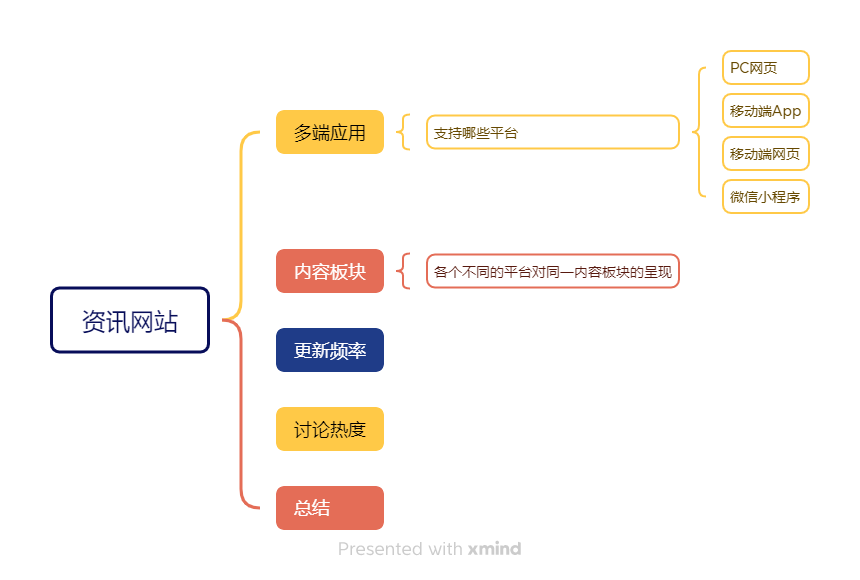 资讯网站
多端应用
支持哪些平台
PC网页
移动端App
移动端网页
微信小程序
内容板块
各个不同的平台对同一内容板块的呈现
更新频率
讨论热度
总结
Presented with xmind